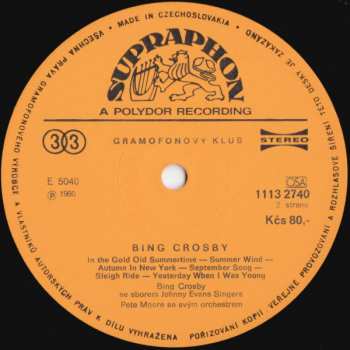 MADE IN CZECHOSLOVAKIA
VŠECHNA PRÁVA GRAMOFONOVÉHO VÝROBCE A VLASTNÍKŮ AUTORSKÝCH PRÁV K DÍLU VYHRAZENA • POŘIZOVÁNÍ KOPIÍ VEŘEJNÉ PROVOZOVÁNÍ A ROZHLASOVÉ ŠÍŘENÍ TÉTO DESKY JE ZAKÁZÁNO
SUPRAPHON
A POLYDOR RECORDING
GRAMOFONOVÝ KLUB
33
STEREO
E 5040
Ⓟ 1980
OSA
1113 2740
2. strana
Kčs 80,-
BING CROSBY
In the Gold Old Summertime — Summer Wind —
Autumn in New York — September Song —
Sleigh Ride — Yesterday When I Was Young
Bing Crosby
se sborem Johnny Evans Singers
Pete Moore se svým orchestrem